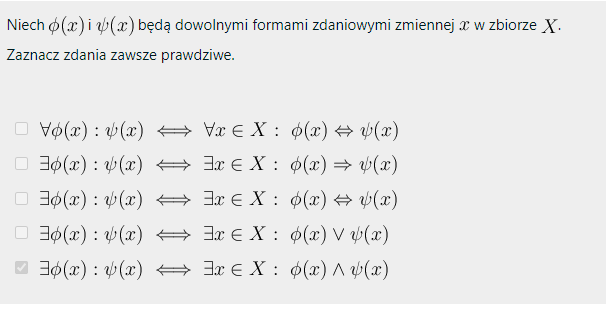 Niech ϕ(x) i ψ(x) będą dowolnymi formami zdaniowymi zmiennej x w zbiorze X.
Zaznacz zdania zawsze prawdziwe.
∀ϕ(x) : ψ(x) ⟺ ∀x ∈ X : ϕ(x) ⇔ ψ(x)
∃ϕ(x) : ψ(x) ⟺ ∃x ∈ X : ϕ(x) ⇒ ψ(x)
∃ϕ(x) : ψ(x) ⟺ ∃x ∈ X : ϕ(x) ⇔ ψ(x)
∃ϕ(x) : ψ(x) ⟺ ∃x ∈ X : ϕ(x) ∨ ψ(x)
∃ϕ(x) : ψ(x) ⟺ ∃x ∈ X : ϕ(x) ∧ ψ(x)